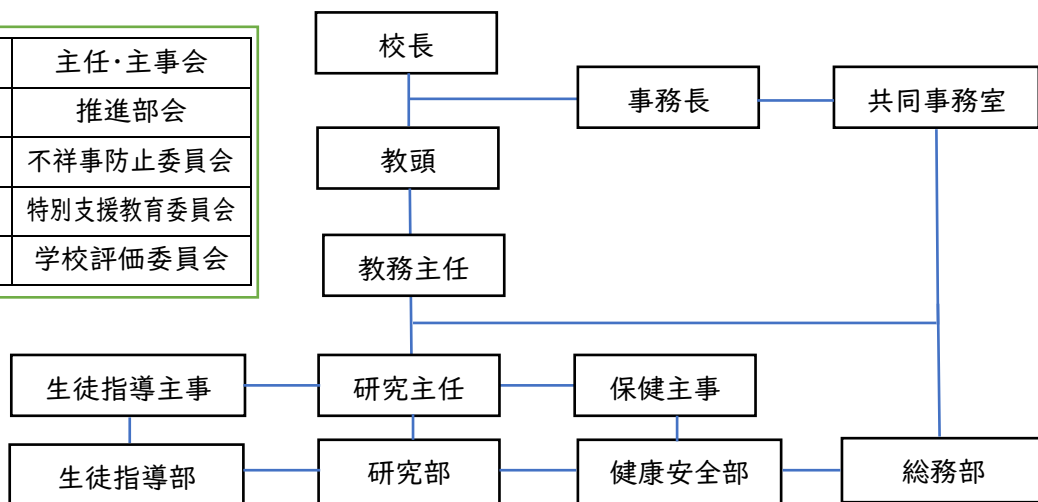 主任・主事会
推進部会
不祥事防止委員会
特別支援教育委員会
学校評価委員会
校長
事務長
共同事務室
教頭
教務主任
生徒指導主事
研究主任
保健主事
生徒指導部
研究部
健康安全部
総務部